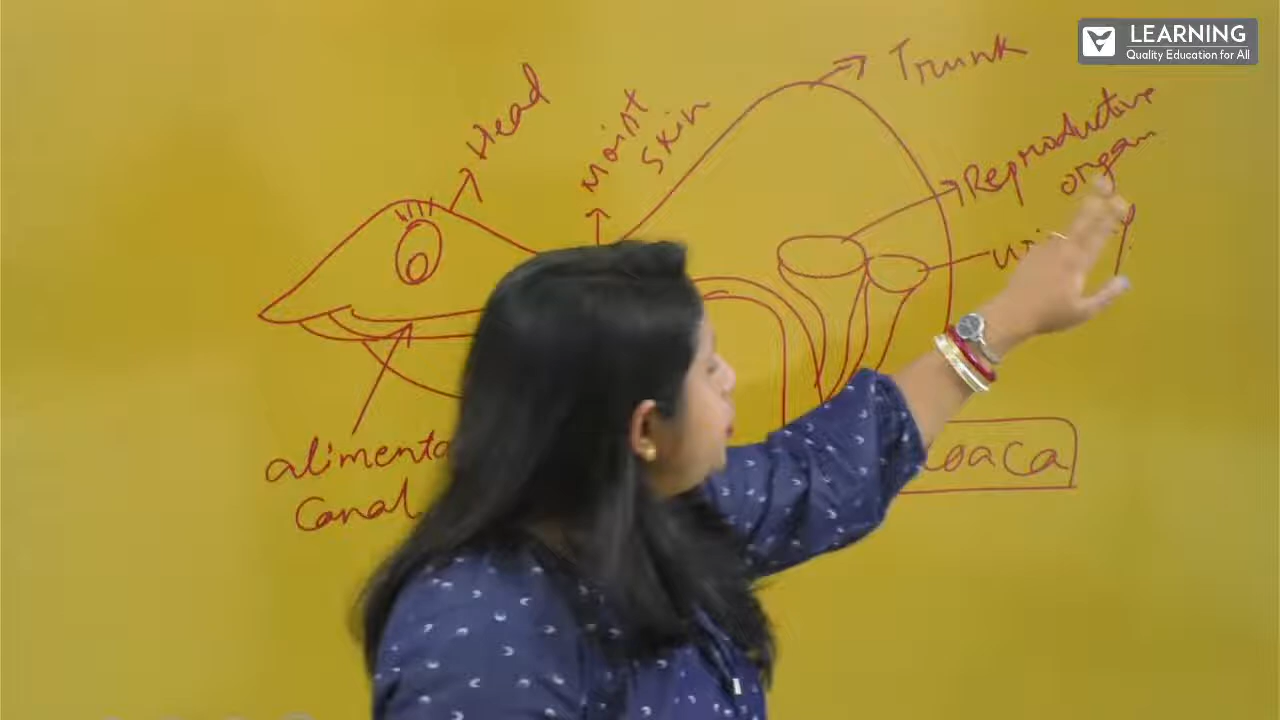 LEARNING
Quality Education for All
Trunk
Head
Moist
Skin
Reproductive
organ
alimenta
Canal
oaca